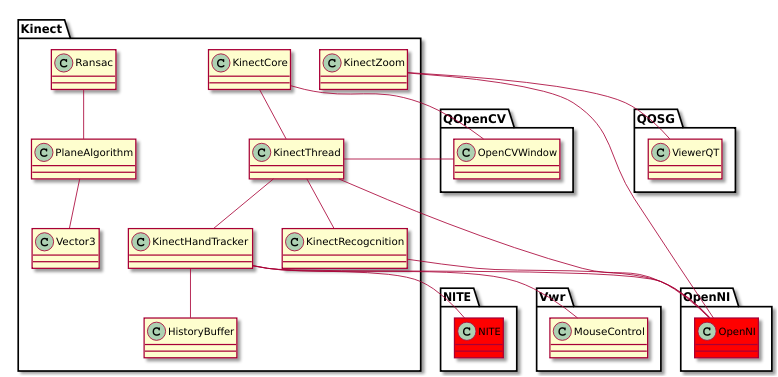 Kinect
C Ransac
C KinectCore
C KinectZoom
QOpenCV
QOSG
C PlaneAlgorithm
C KinectThread
C OpenCVWindow
C ViewerQT
C Vector3
C KinectHandTracker
C KinectRecogcnition
NITE
Vwr
OpenNI
C HistoryBuffer
C NITE
C MouseControl
C OpenNI